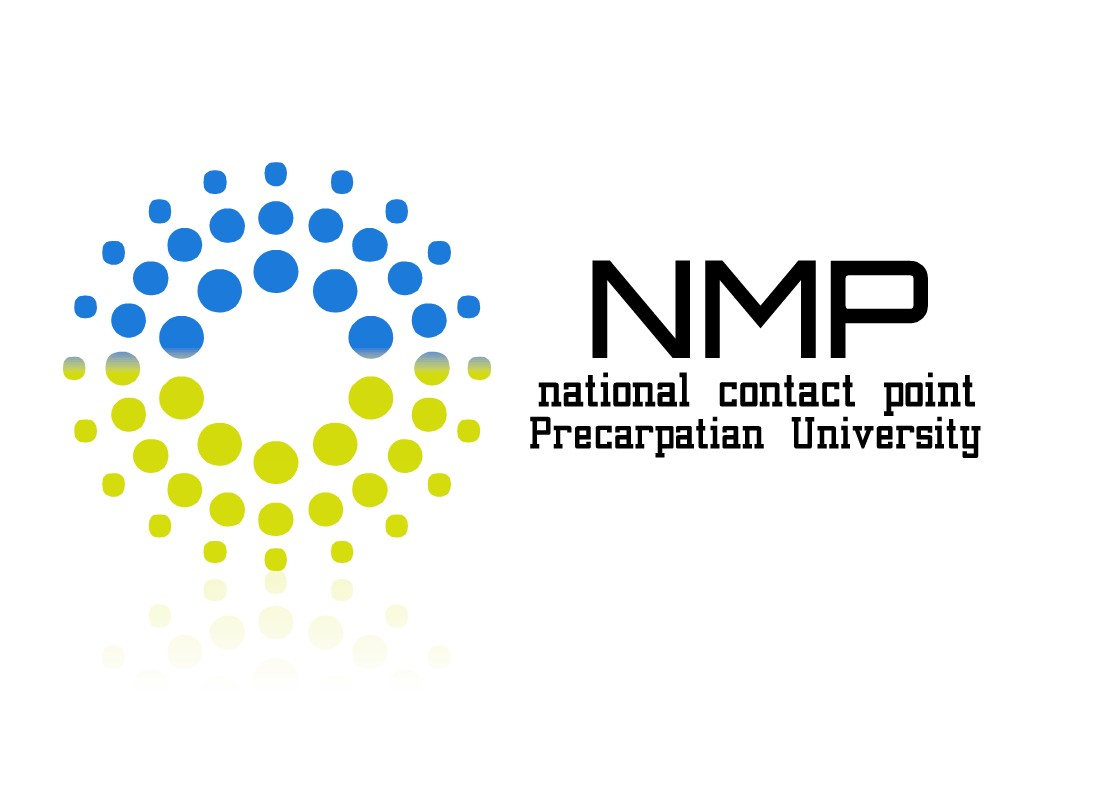 NMP
national contact point
Precarpatian University